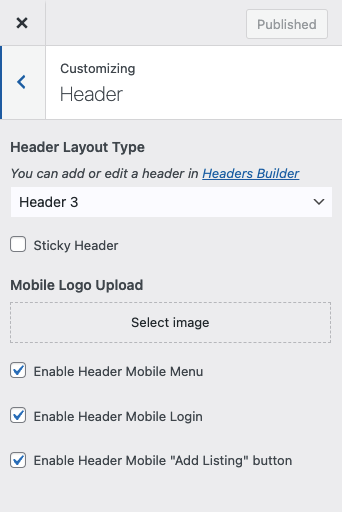 Published
Customizing
Header
Header Layout Type
You can add or edit a header in Headers Builder
Header 3
Sticky Header
Mobile Logo Upload
Select image
Enable Header Mobile Menu
Enable Header Mobile Login
Enable Header Mobile "Add Listing" button